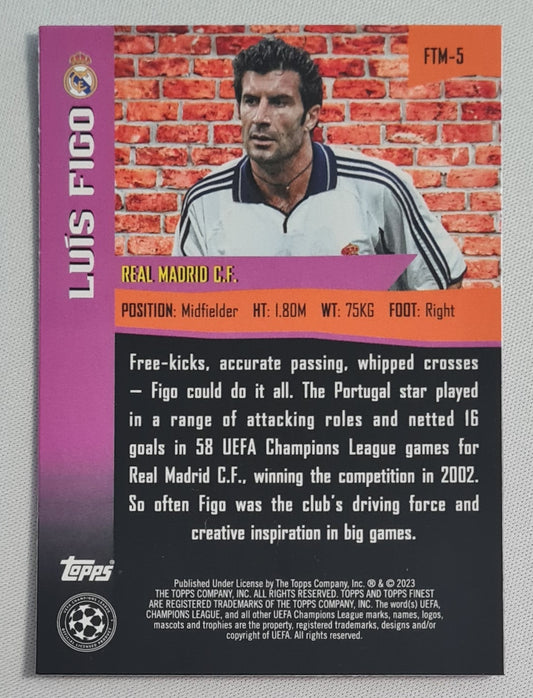 FTM-5
LUÍS FIGO
REAL MADRID C.F.
POSITION: Midfielder HT: 1.80M WT: 75KG FOOT: Right
Free-kicks, accurate passing, whipped crosses
– Figo could do it all. The Portugal star played
in a range of attacking roles and netted 16
goals in 58 UEFA Champions League games for
Real Madrid C.F., winning the competition in 2002.
So often Figo was the club's driving force and
creative inspiration in big games.
topps
Published Under License by The Topps Company, Inc. ® & © 2023
THE TOPPS COMPANY, INC. ALL RIGHTS RESERVED. TOPPS AND TOPPS FINEST
ARE REGISTERED TRADEMARKS OF THE TOPPS COMPANY, INC. The word(s) UEFA,
CHAMPIONS LEAGUE, and all other UEFA Champions League marks, names, logos,
mascots and trophies are the property, registered trademarks, designs and/or
copyright of UEFA. All rights reserved.